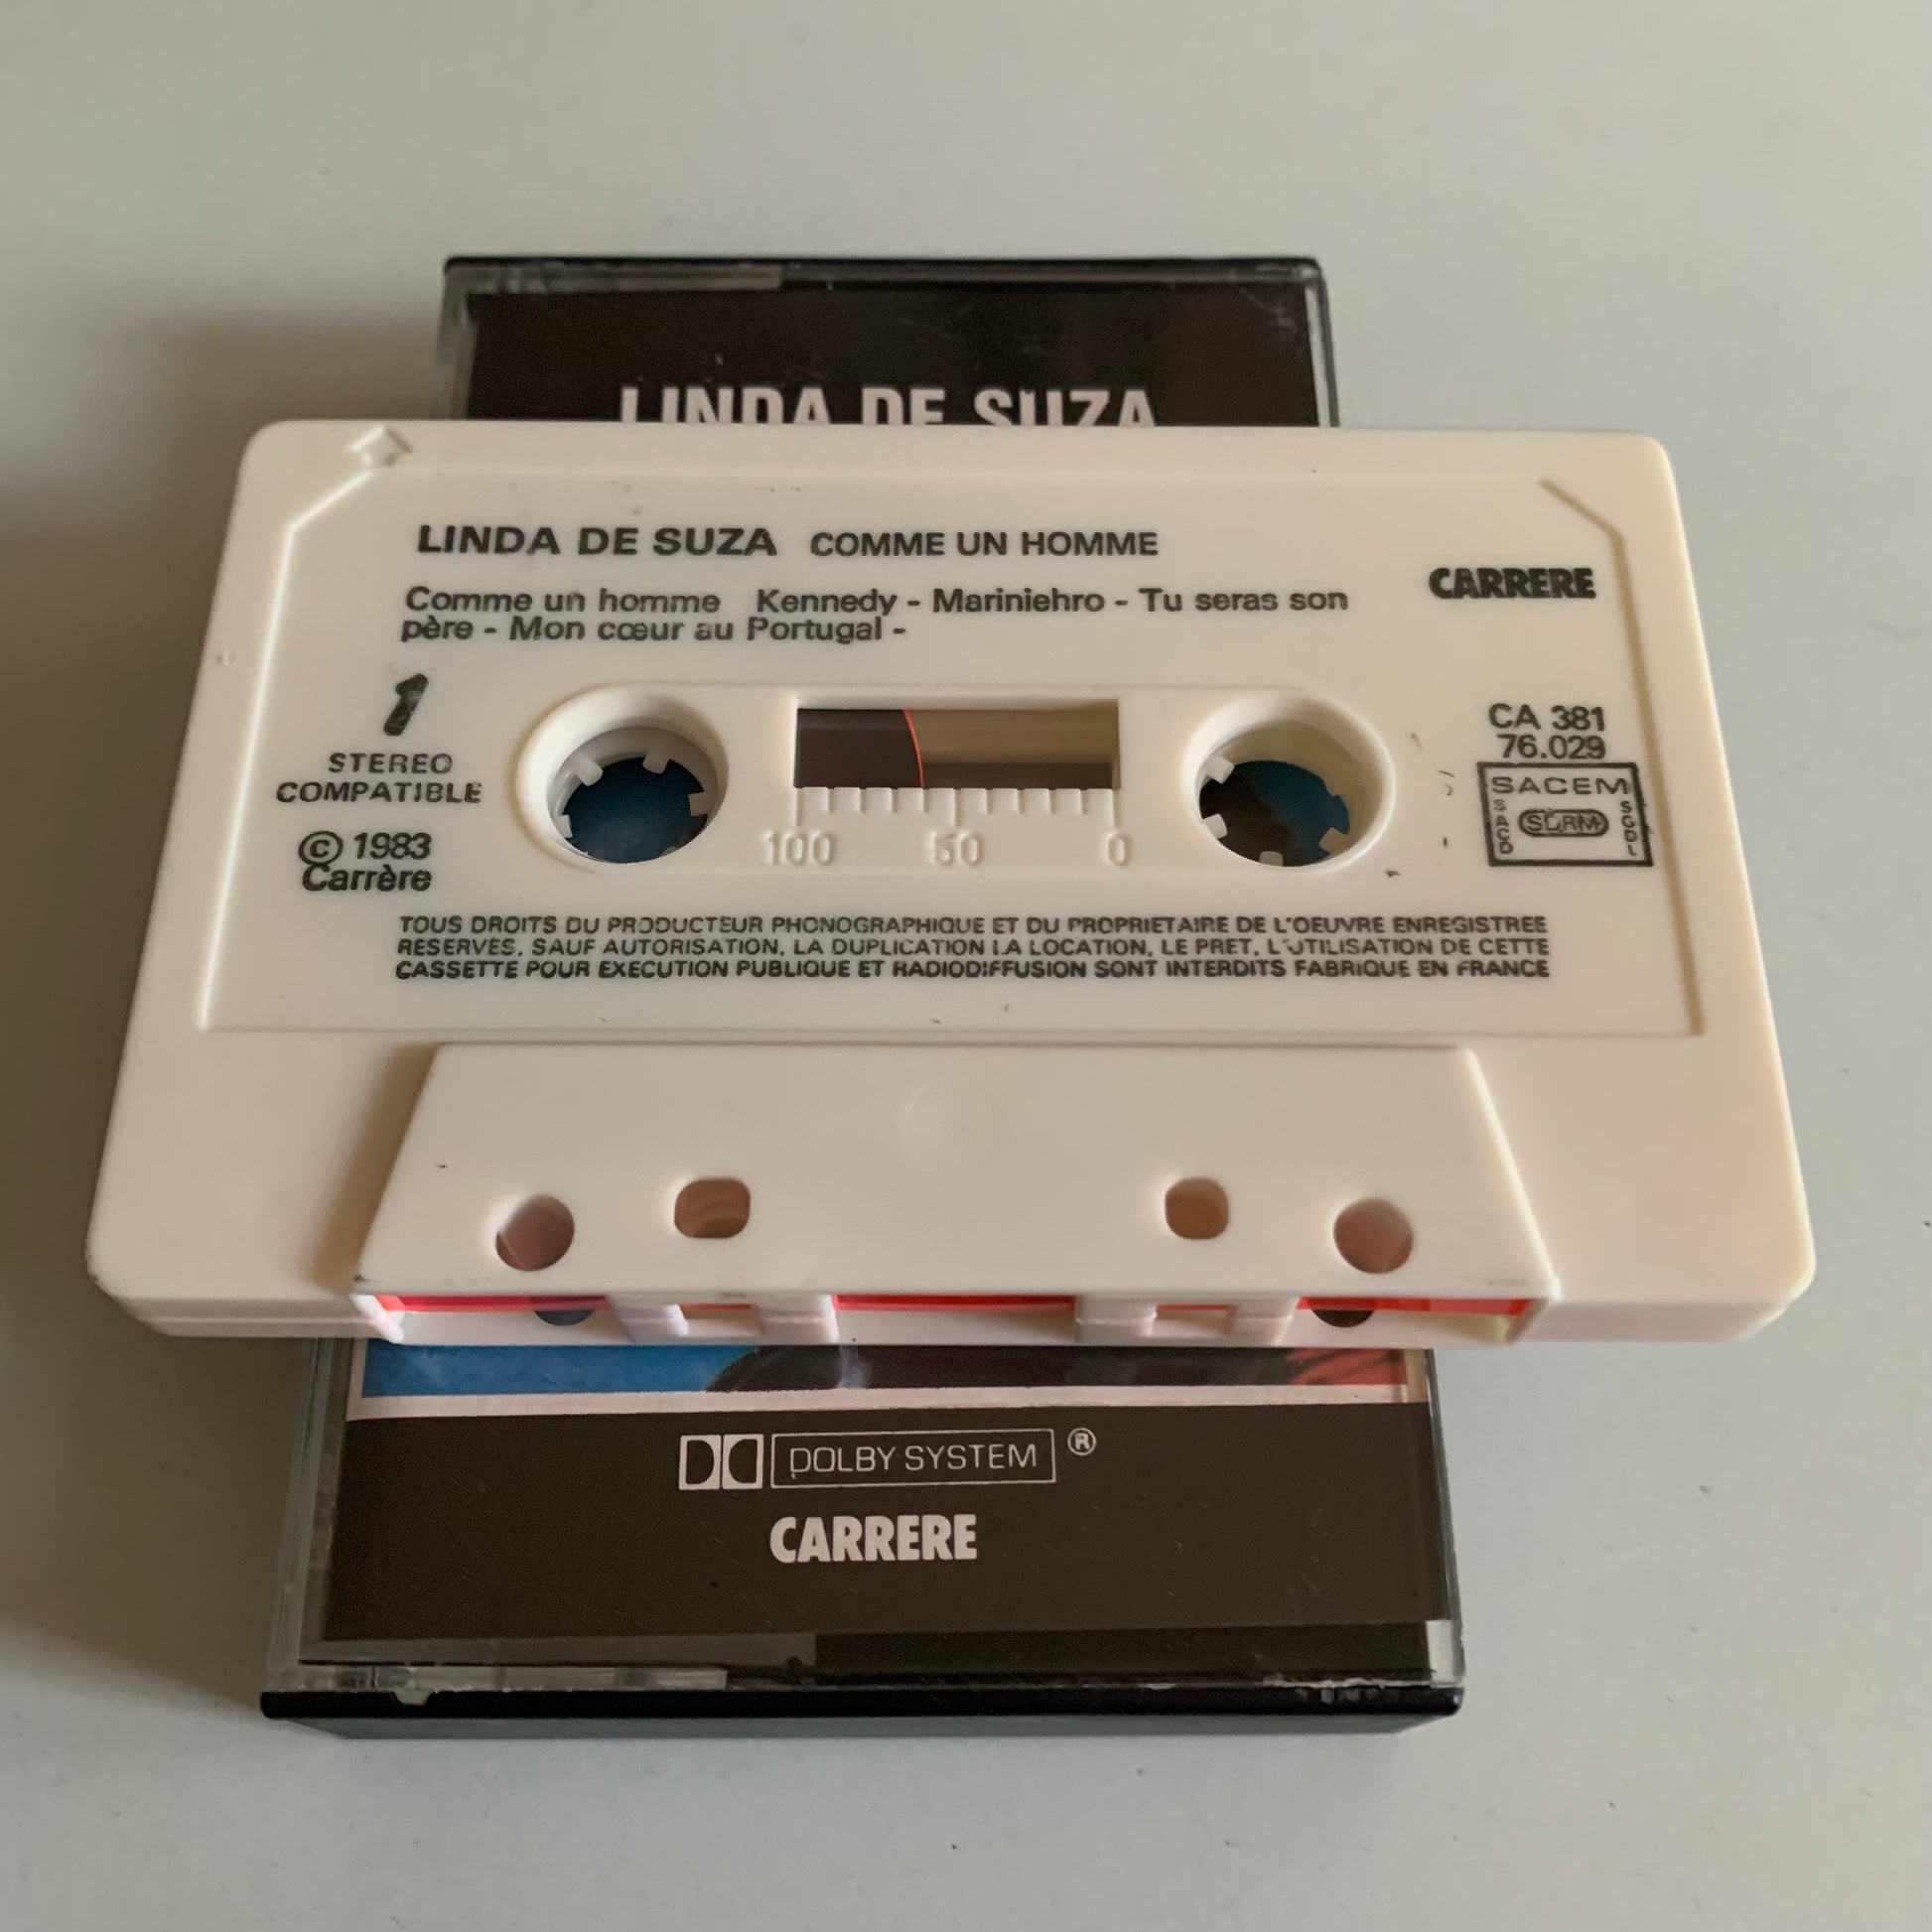 LINDA DE SUZA
LINDA DE SUZA COMME UN HOMME
CARRERE
Comme un homme Kennedy - Mariniehro - Tu seras son
père - Mon cœur au Portugal -
1
STEREO
COMPATIBLE
© 1983
Carrère
100 50 0
CA 381
76.029
SACEM
SACD
SDRM
SGDL
TOUS DROITS DU PRODUCTEUR PHONOGRAPHIQUE ET DU PROPRIETAIRE DE L'OEUVRE ENREGISTREE
RESERVES. SAUF AUTORISATION, LA DUPLICATION LA LOCATION, LE PRET, L'UTILISATION DE CETTE
CASSETTE POUR EXECUTION PUBLIQUE ET RADIODIFFUSION SONT INTERDITS FABRIQUE EN FRANCE
DOLBY SYSTEM ®
CARRERE